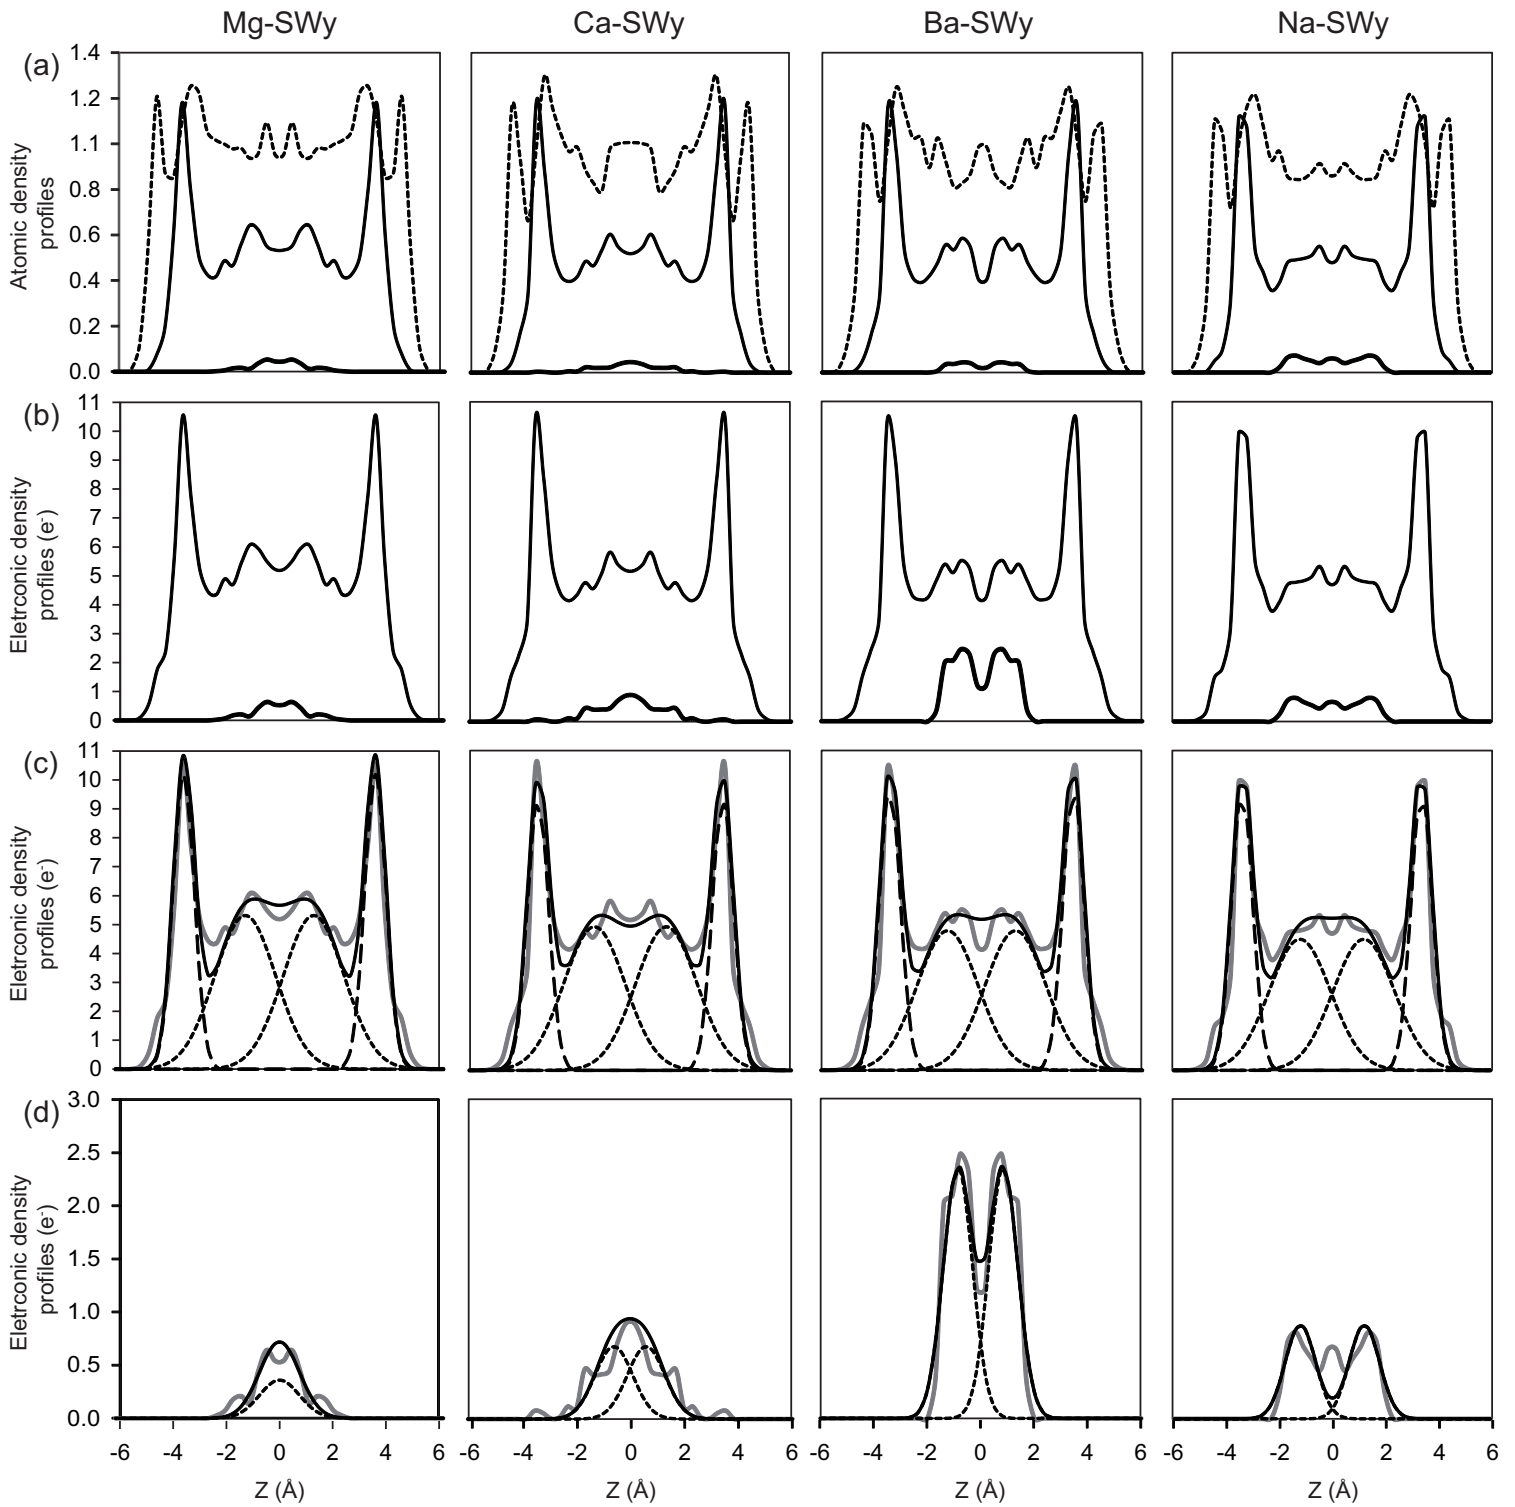 Mg-SWy Ca-SWy Ba-SWy Na-SWy
(a)
Atomic density
profiles
1.4
1.2
1.1
0.8
0.6
0.4
0.2
0.0
(b)
Eletrconic density
profiles (e-)
11
10
9
8
7
6
5
4
3
2
1
0
(c)
Eletrconic density
profiles (e-)
11
10
9
8
7
6
5
4
3
2
1
0
(d)
Eletrconic density
profiles (e-)
3.0
2.5
2.0
1.5
1.0
0.5
0.0
-6 -4 -2 0 2 4 6 -6 -4 -2 0 2 4 6 -6 -4 -2 0 2 4 6 -6 -4 -2 0 2 4 6
Z (Å) Z (Å) Z (Å) Z (Å)